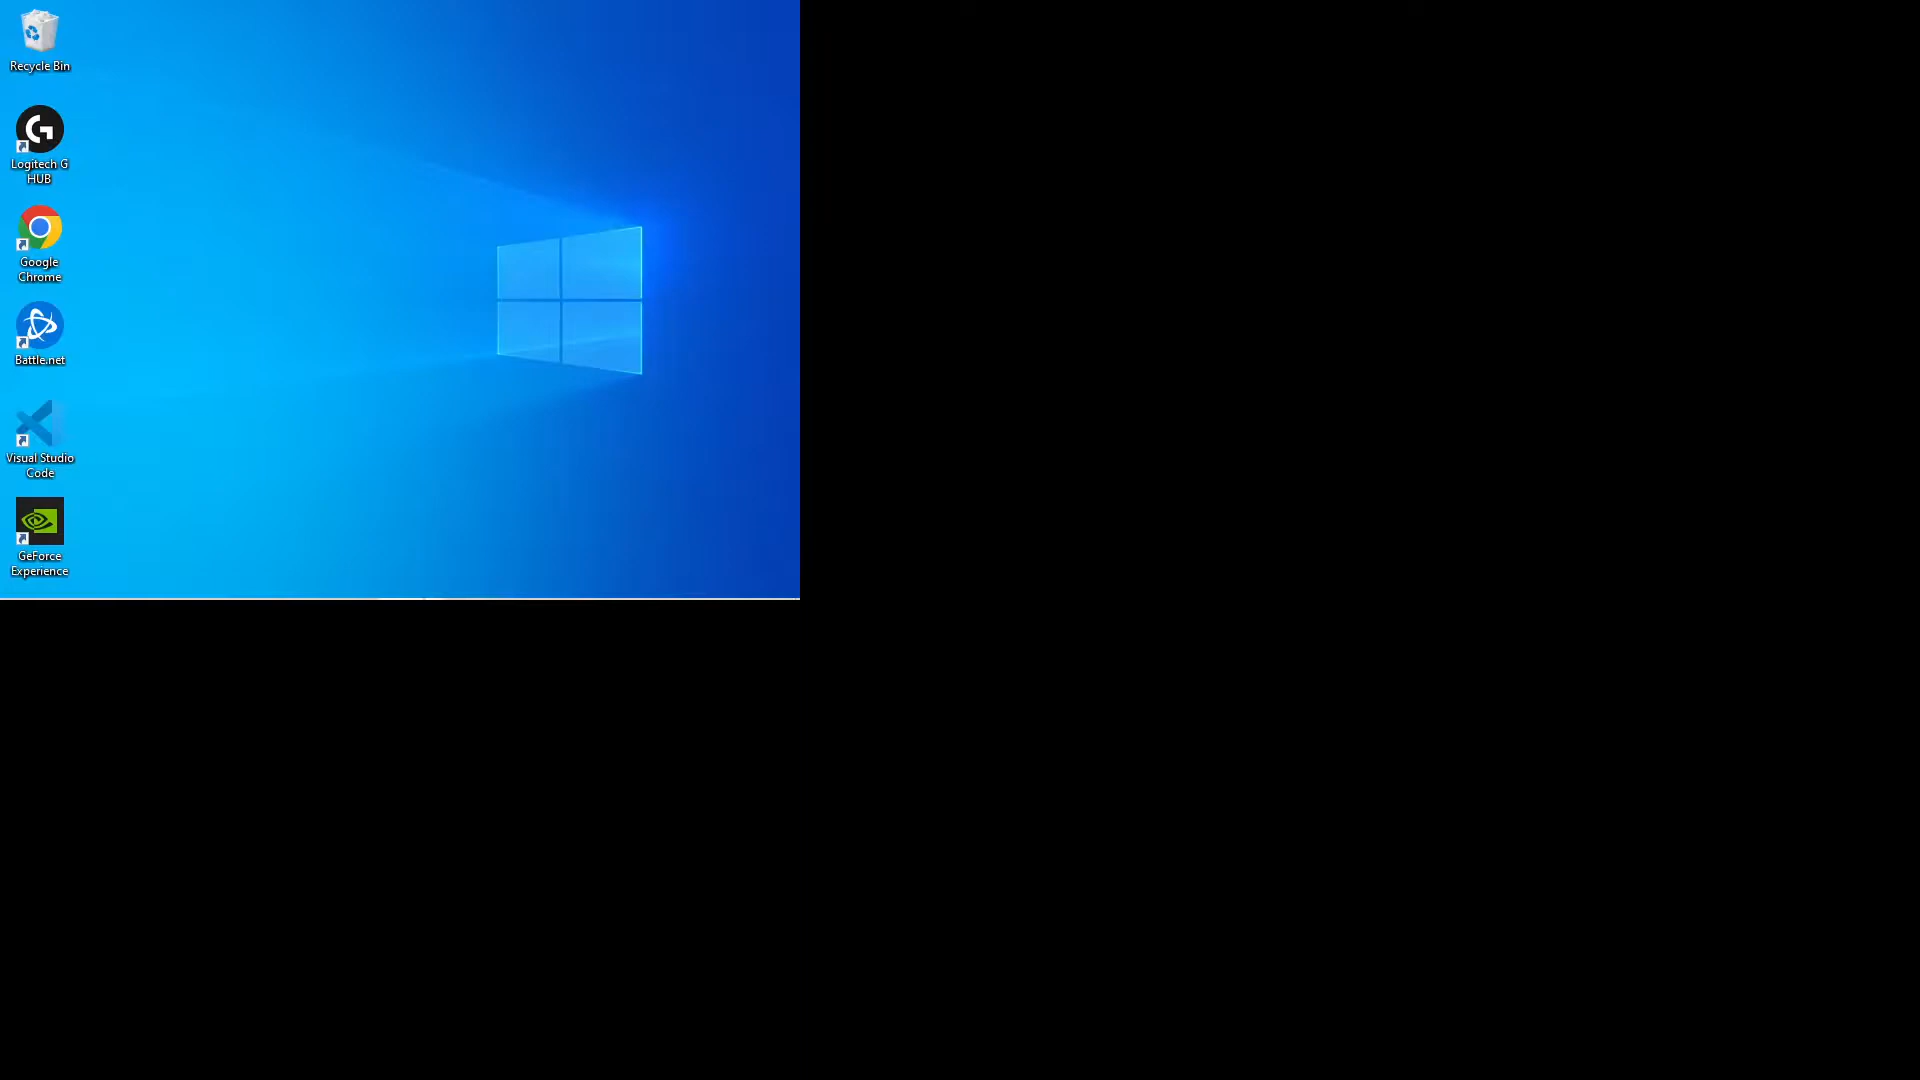 Recycle Bin
Logitech G
HUB
Google
Chrome
Battle.net
Visual Studio
Code
GeForce
Experience